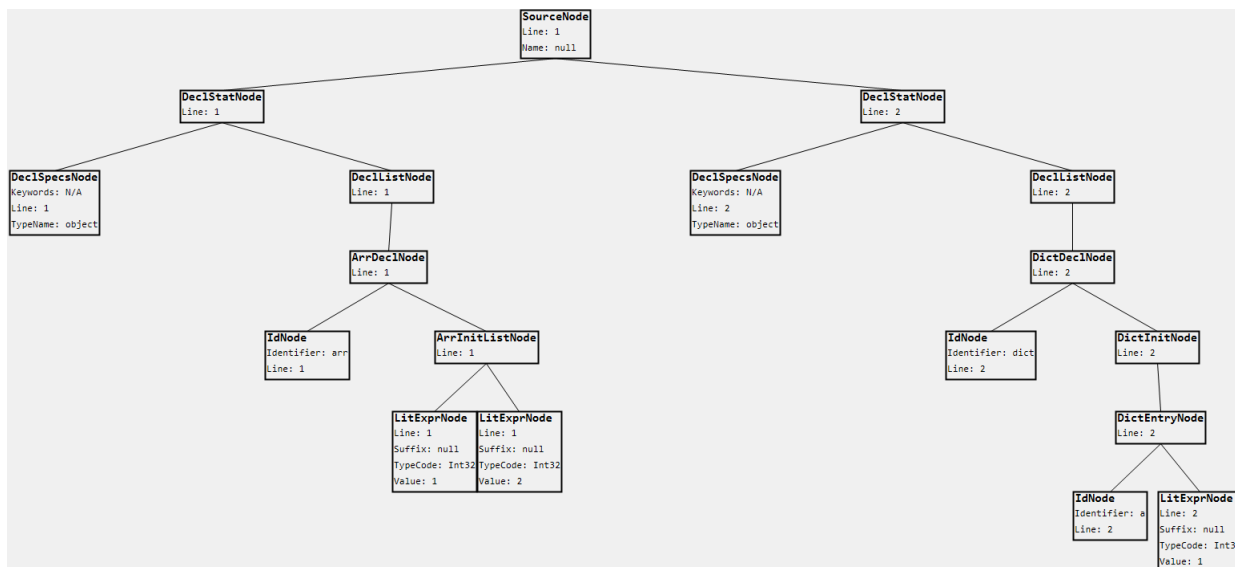 SourceNode
Line: 1
Name: null
DeclStatNode
Line: 1
DeclStatNode
Line: 2
DeclSpecsNode
Keywords: N/A
Line: 1
TypeName: object
DeclListNode
Line: 1
DeclSpecsNode
Keywords: N/A
Line: 2
TypeName: object
DeclListNode
Line: 2
ArrDeclNode
Line: 1
DictDeclNode
Line: 2
IdNode
Identifier: arr
Line: 1
ArrInitListNode
Line: 1
IdNode
Identifier: dict
Line: 2
DictInitNode
Line: 2
LitExprNode
Line: 1
Suffix: null
TypeCode: Int32
Value: 1
LitExprNode
Line: 1
Suffix: null
TypeCode: Int32
Value: 2
DictEntryNode
Line: 2
IdNode
Identifier: a
Line: 2
LitExprNode
Line: 2
Suffix: null
TypeCode: Int3
Value: 1